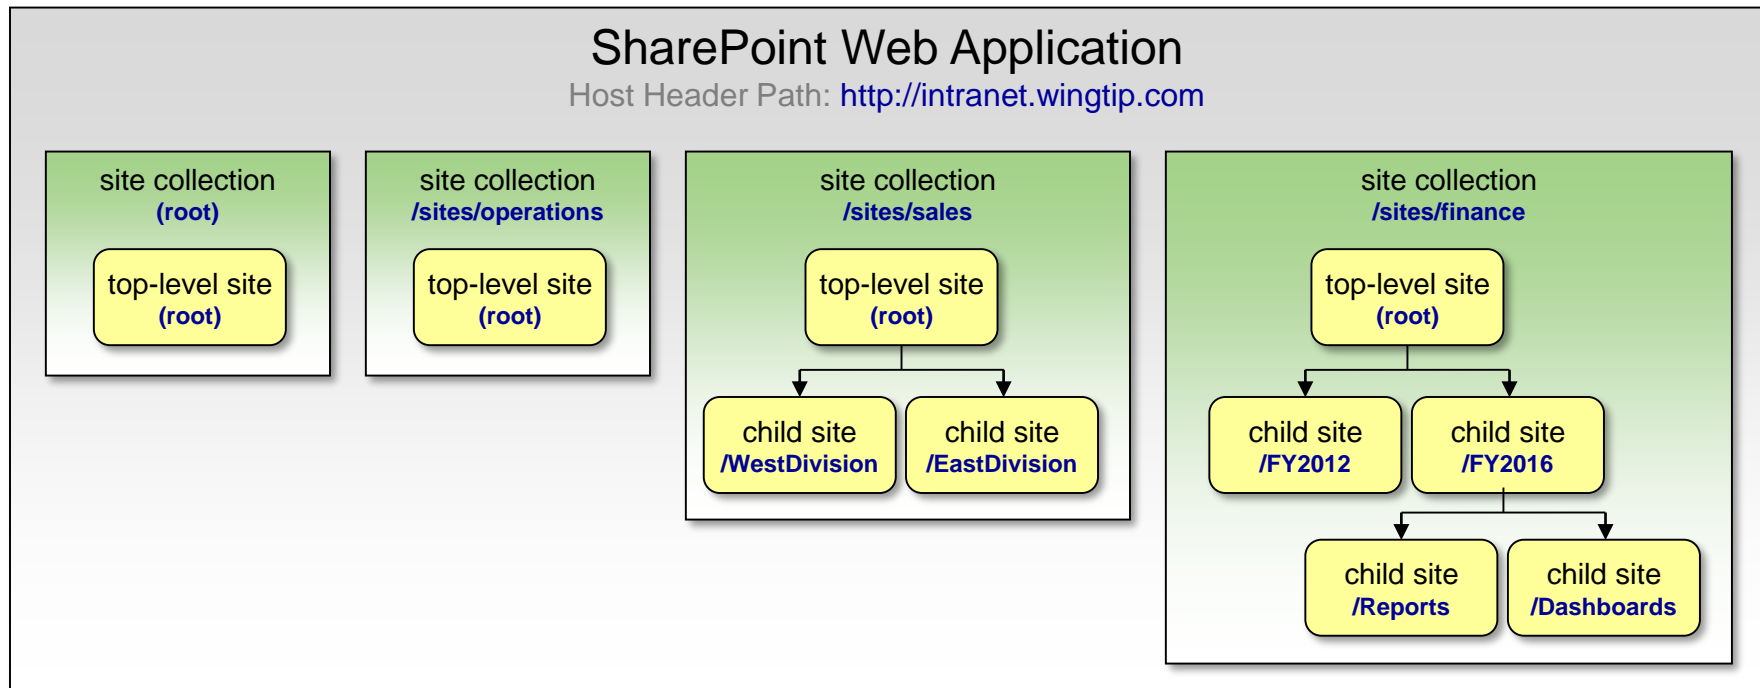 SharePoint Web Application
Host Header Path: http://intranet.wingtip.com
site collection
(root)
top-level site
(root)
site collection
/sites/operations
top-level site
(root)
site collection
/sites/sales
top-level site
(root)
child site
/WestDivision
child site
/EastDivision
site collection
/sites/finance
top-level site
(root)
child site
/FY2012
child site
/FY2016
child site
/Reports
child site
/Dashboards